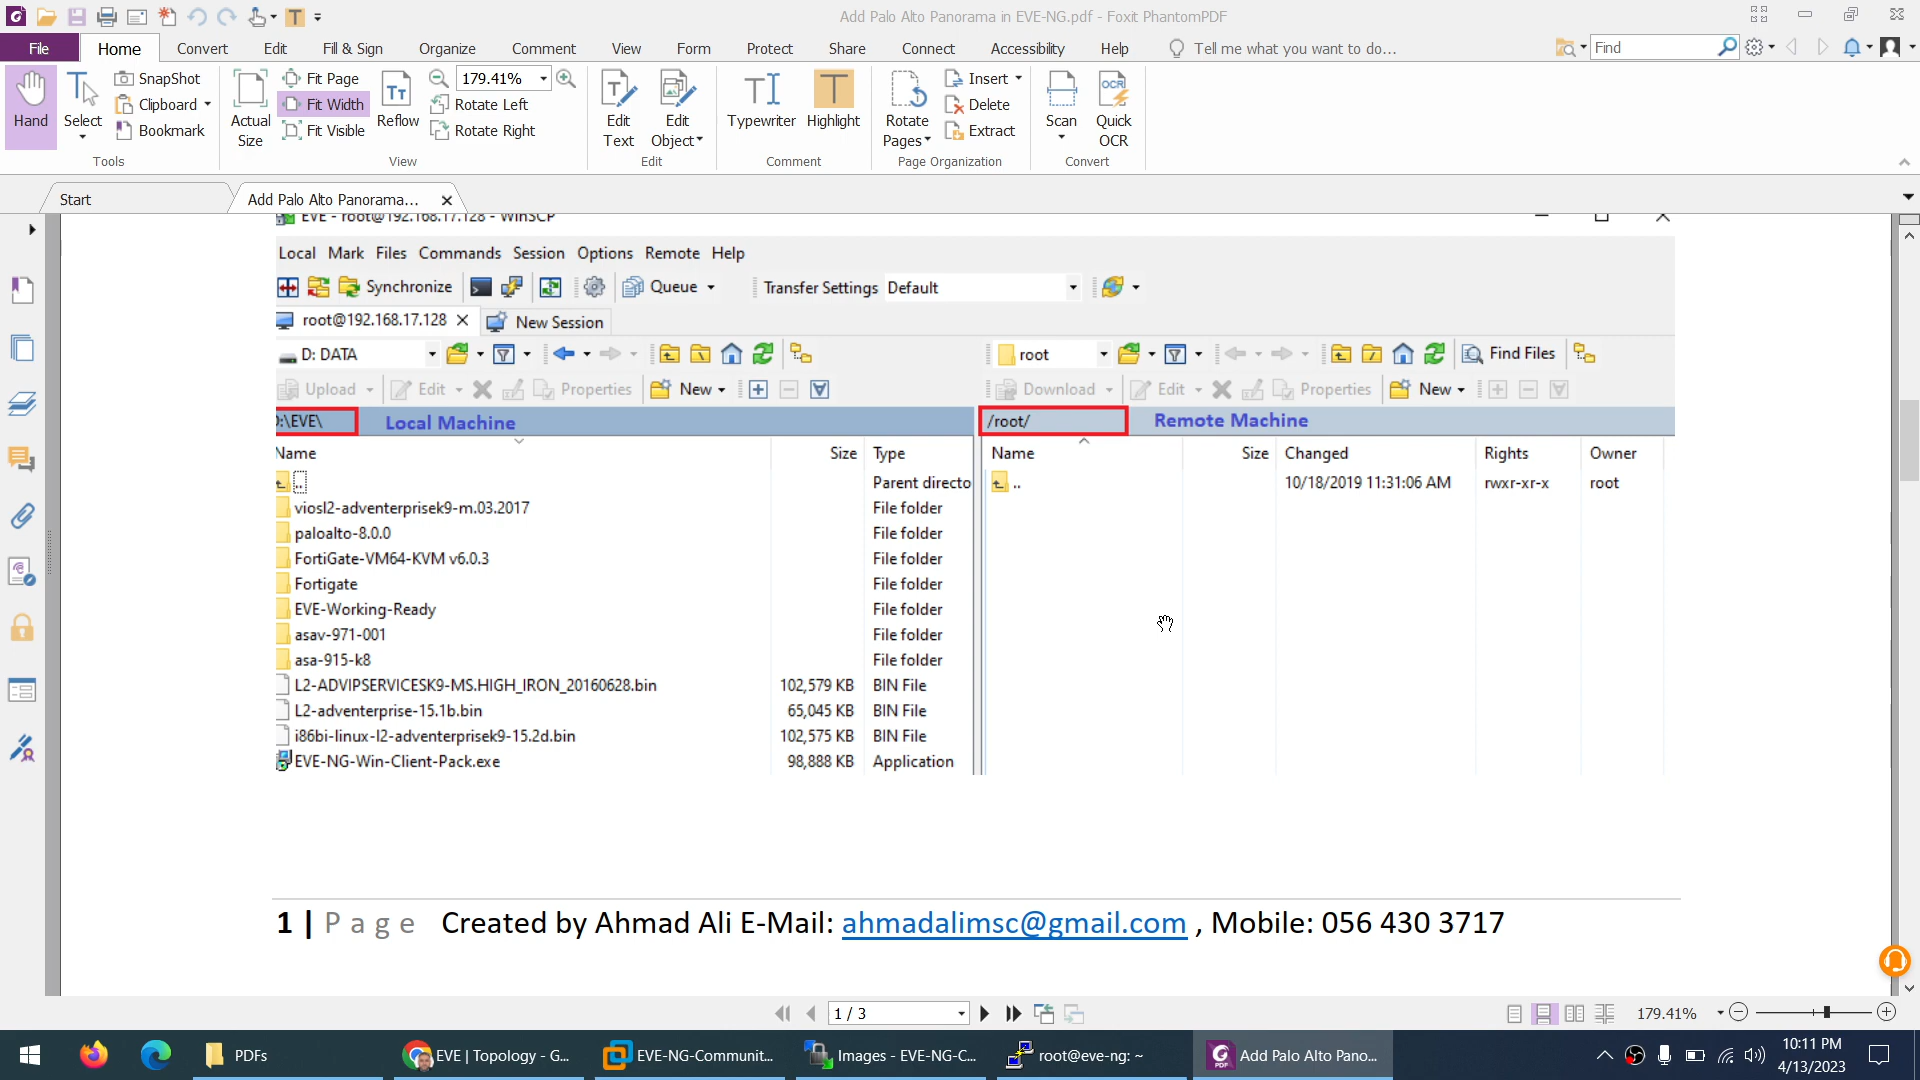 Add Palo Alto Panorama in EVE-NG.pdf - Foxit PhantomPDF
File Home Convert Edit Fill & Sign Organize Comment View Form Protect Share Connect Accessibility Help Tell me what you want to do... Find
Hand
Select
SnapShot
Clipboard
Bookmark
Tools
Actual Size
Fit Page
Fit Width
Fit Visible
Reflow
179.41%
Rotate Left
Rotate Right
View
Edit Text
Edit Object
Edit
Typewriter
Highlight
Comment
Rotate Pages
Insert
Delete
Extract
Page Organization
Scan
Quick OCR
OCR
Convert
Start Add Palo Alto Panorama...
EVE - root@192.168.17.128 - WinSCP
Local Mark Files Commands Session Options Remote Help
Synchronize Queue Transfer Settings Default
root@192.168.17.128 New Session
D: DATA root Find Files
Upload Edit Properties New Download Edit Properties New
:\EVE\ Local Machine /root/ Remote Machine
Name Size Type Name Size Changed Rights Owner
.. Parent directo .. 10/18/2019 11:31:06 AM rwxr-xr-x root
viosl2-adventerprisek9-m.03.2017 File folder
paloalto-8.0.0 File folder
FortiGate-VM64-KVM v6.0.3 File folder
Fortigate File folder
EVE-Working-Ready File folder
asav-971-001 File folder
asa-915-k8 File folder
L2-ADVIPSERVICESK9-MS.HIGH_IRON_20160628.bin 102,579 KB BIN File
L2-adventerprise-15.1b.bin 65,045 KB BIN File
i86bi-linux-l2-adventerprisek9-15.2d.bin 102,575 KB BIN File
EVE-NG-Win-Client-Pack.exe 98,888 KB Application
1 | Page Created by Ahmad Ali E-Mail: ahmadalimsc@gmail.com , Mobile: 056 430 3717
1 / 3 179.41%
PDFs EVE | Topology - G... EVE-NG-Communit... Images - EVE-NG-C... root@eve-ng: ~ Add Palo Alto Pano... 10:11 PM
4/13/2023